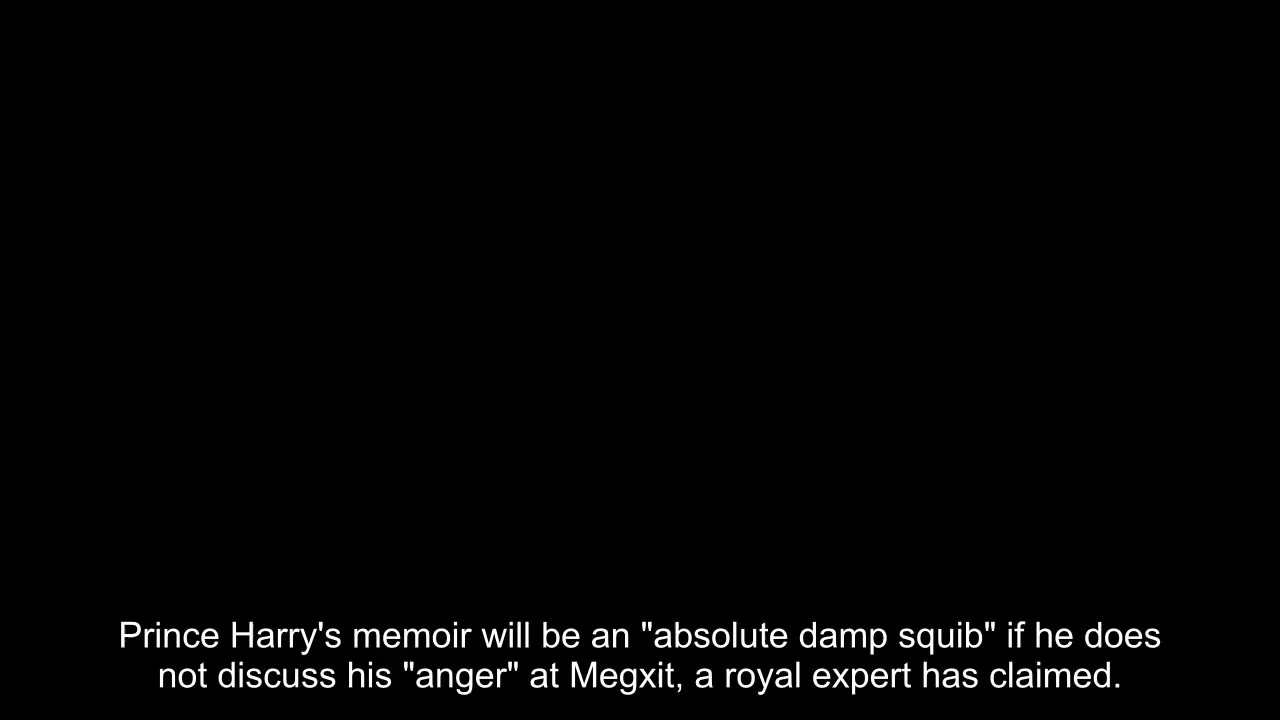 Prince Harry's memoir will be an "absolute damp squib" if he does
not discuss his "anger" at Megxit, a royal expert has claimed.